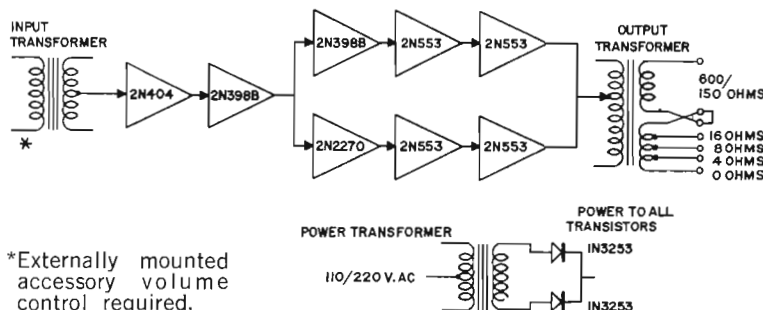 INPUT
TRANSFORMER
2N404
2N398B
2N398B
2N553
2N553
2N2270
2N553
2N553
OUTPUT
TRANSFORMER
600/
150 OHMS
16 OHMS
8 OHMS
4 OHMS
0 OHMS
*
*Externally mounted
accessory volume
control required.
POWER TRANSFORMER
110/220 V. AC
POWER TO ALL
TRANSISTORS
IN3253
IN3253